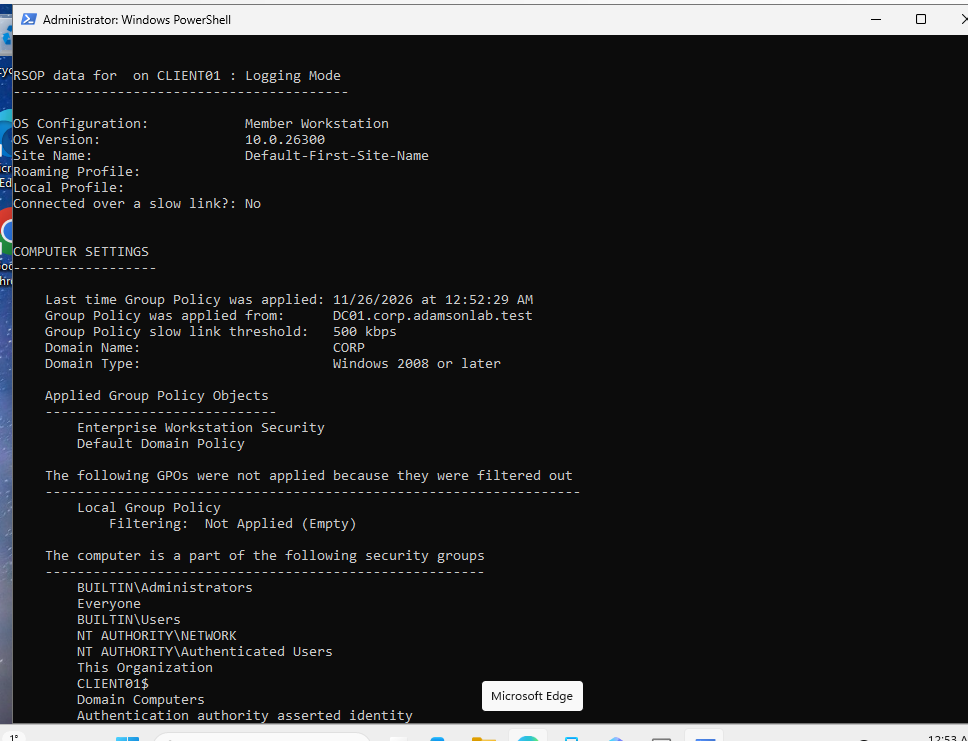 Administrator: Windows PowerShell
RSOP data for  on CLIENT01 : Logging Mode
------------------------------------------
OS Configuration:            Member Workstation
OS Version:                  10.0.26300
Site Name:                   Default-First-Site-Name
Roaming Profile:
Local Profile:
Connected over a slow link?: No
COMPUTER SETTINGS
------------------
Last time Group Policy was applied: 11/26/2026 at 12:52:29 AM
Group Policy was applied from:      DC01.corp.adamsonlab.test
Group Policy slow link threshold:   500 kbps
Domain Name:                        CORP
Domain Type:                        Windows 2008 or later
Applied Group Policy Objects
-----------------------------
Enterprise Workstation Security
Default Domain Policy
The following GPOs were not applied because they were filtered out
-------------------------------------------------------------------
Local Group Policy
Filtering:  Not Applied (Empty)
The computer is a part of the following security groups
-------------------------------------------------------
BUILTIN\Administrators
Everyone
BUILTIN\Users
NT AUTHORITY\NETWORK
NT AUTHORITY\Authenticated Users
This Organization
CLIENT01$
Domain Computers
Authentication authority asserted identity
Microsoft Edge
1°
12:53 A